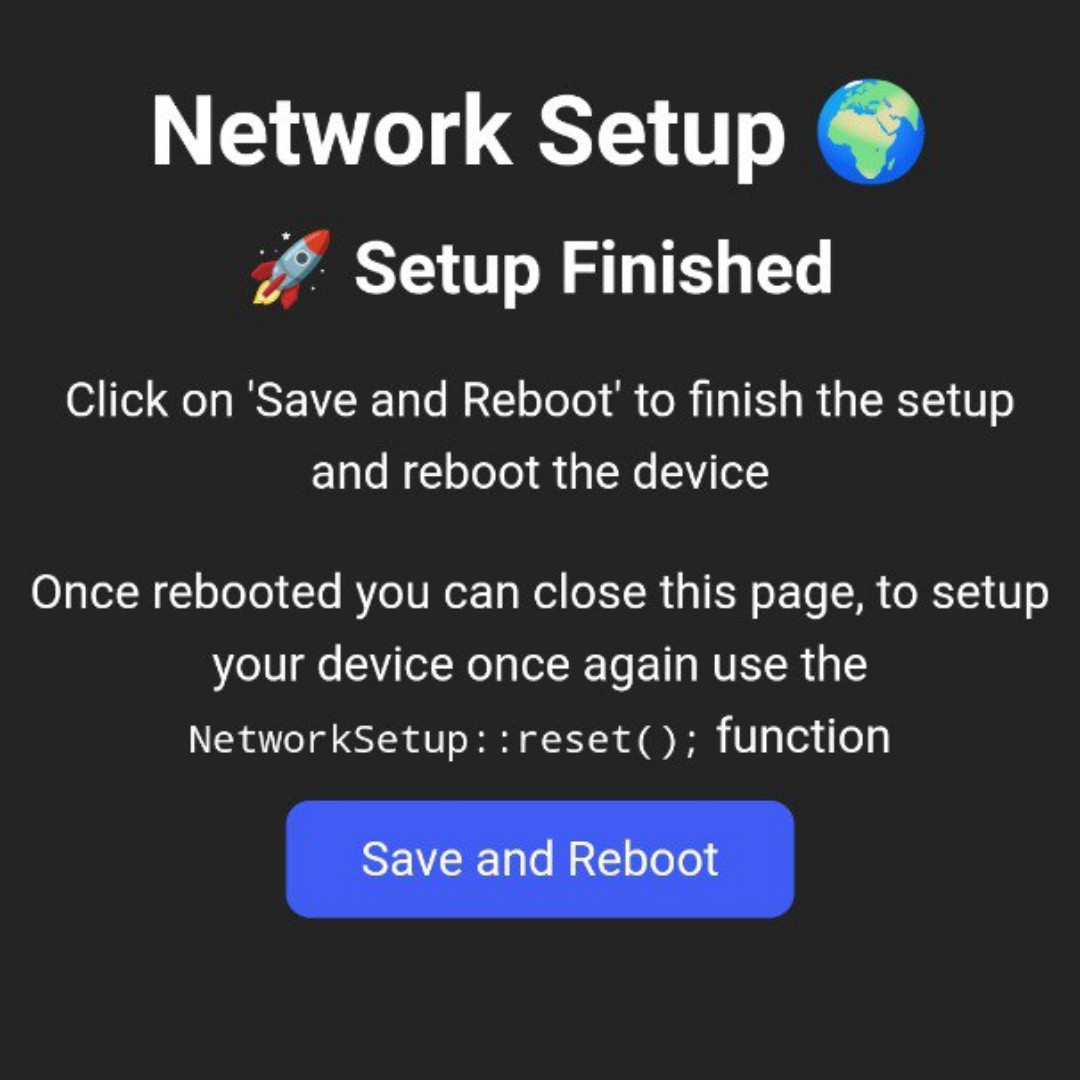 Network Setup 🌍
🚀 Setup Finished
Click on 'Save and Reboot' to finish the setup
and reboot the device
Once rebooted you can close this page, to setup
your device once again use the
NetworkSetup::reset(); function
Save and Reboot